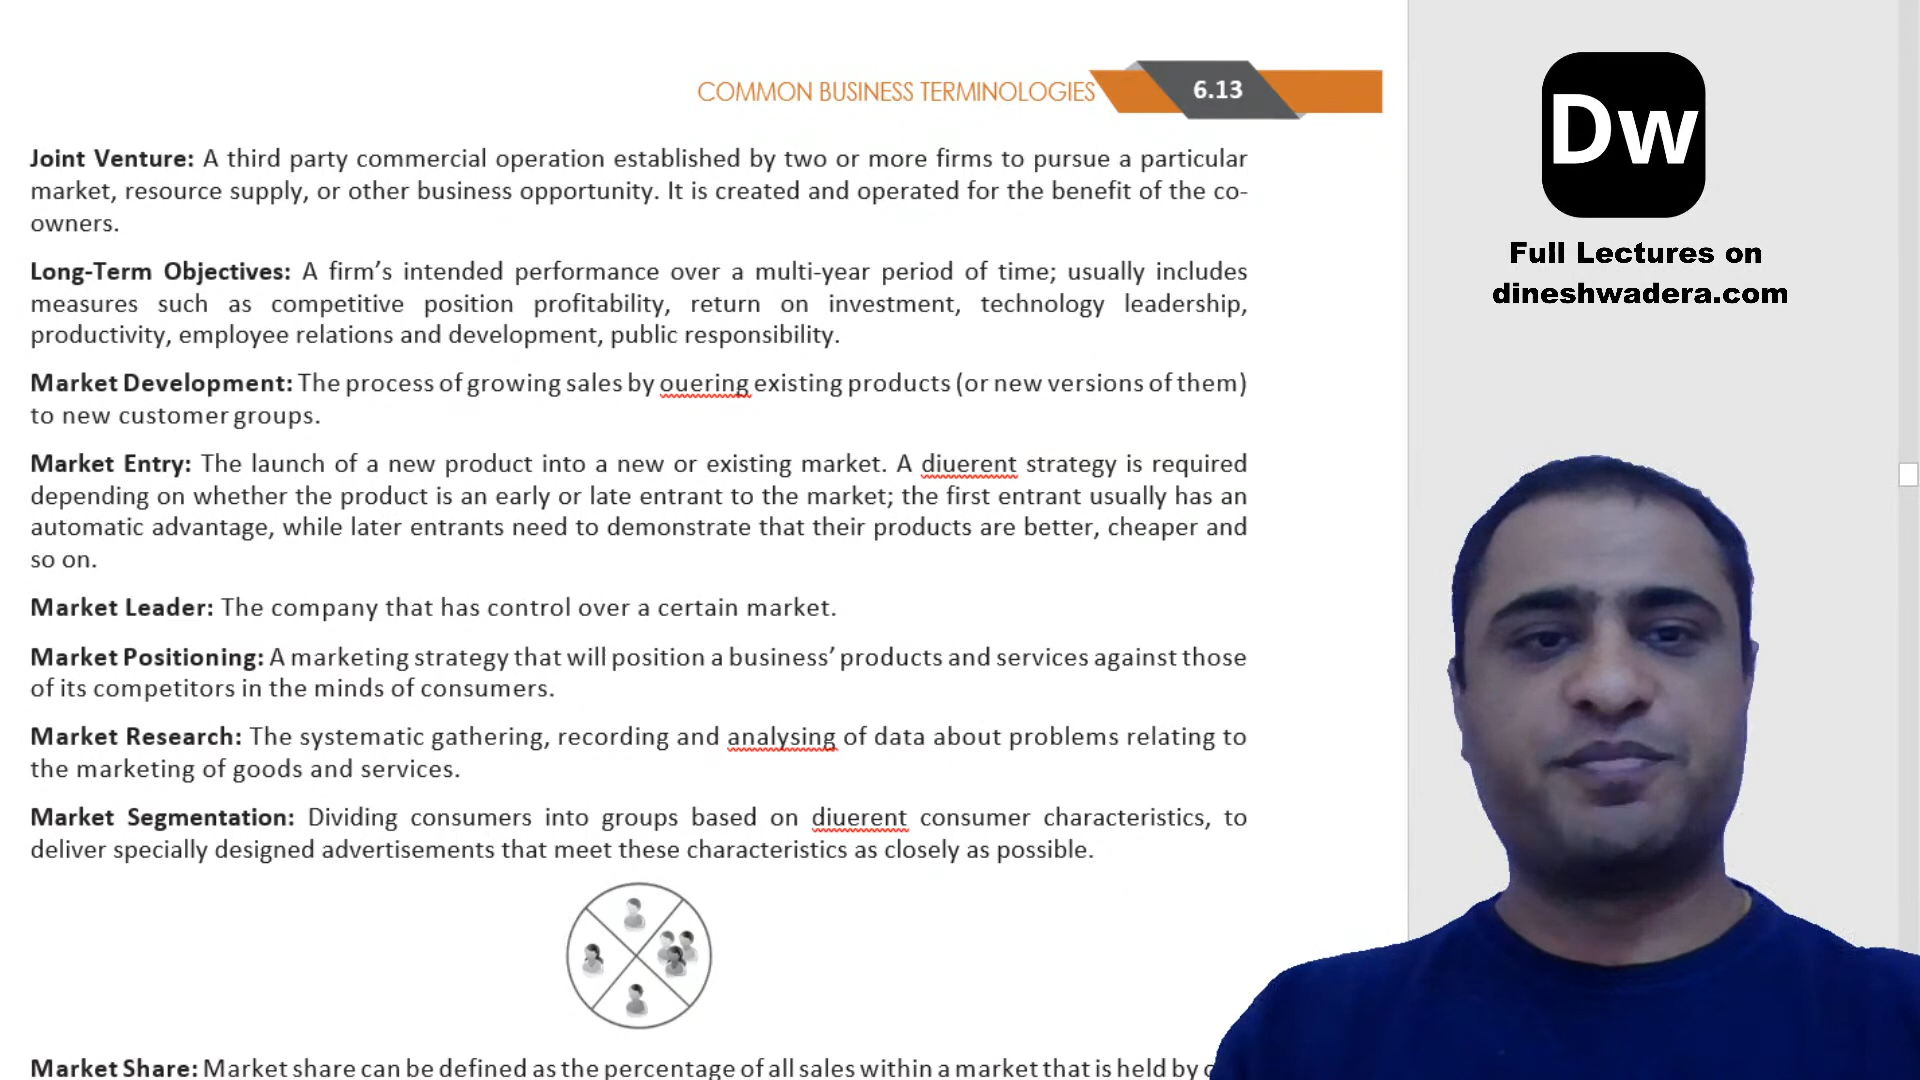 COMMON BUSINESS TERMINOLOGIES 6.13
Joint Venture: A third party commercial operation established by two or more firms to pursue a particular
market, resource supply, or other business opportunity. It is created and operated for the benefit of the co-
owners.
Long-Term Objectives: A firm’s intended performance over a multi-year period of time; usually includes
measures such as competitive position profitability, return on investment, technology leadership,
productivity, employee relations and development, public responsibility.
Market Development: The process of growing sales by ouering existing products (or new versions of them)
to new customer groups.
Market Entry: The launch of a new product into a new or existing market. A diuerent strategy is required
depending on whether the product is an early or late entrant to the market; the first entrant usually has an
automatic advantage, while later entrants need to demonstrate that their products are better, cheaper and
so on.
Market Leader: The company that has control over a certain market.
Market Positioning: A marketing strategy that will position a business’ products and services against those
of its competitors in the minds of consumers.
Market Research: The systematic gathering, recording and analysing of data about problems relating to
the marketing of goods and services.
Market Segmentation: Dividing consumers into groups based on diuerent consumer characteristics, to
deliver specially designed advertisements that meet these characteristics as closely as possible.
Market Share: Market share can be defined as the percentage of all sales within a market that is held by
Dw
Full Lectures on
dineshwadera.com